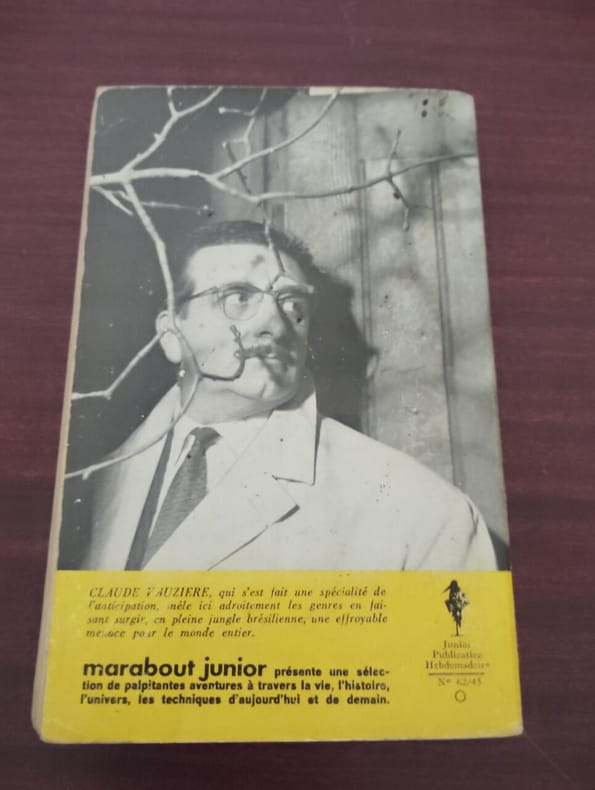 CLAUDE VAUZIERE, qui s'est fait une spécialité de
l'anticipation, mêle ici adroitement les genres en fai-
sant surgir, en pleine jungle brésilienne, une effroyable
menace pour le monde entier.
marabout junior présente une sélec-
tion de palpitantes aventures à travers la vie, l'histoire,
l'univers, les techniques d'aujourd'hui et de demain.
Junior
Publication
Hebdomadaire
N° 62/45